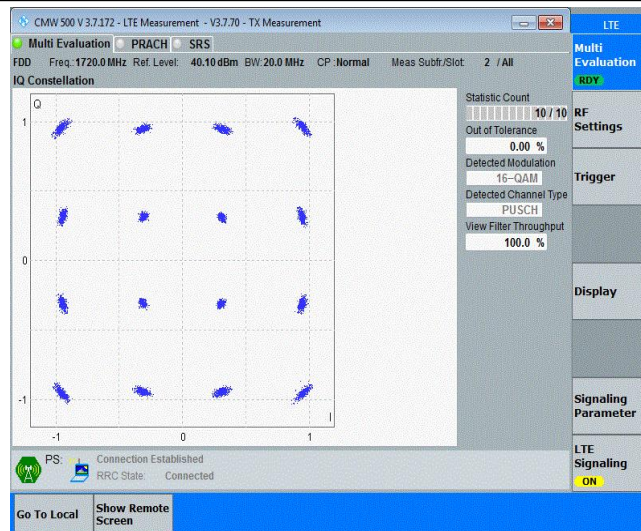 CMW 500 V 3.7.172 - LTE Measurement - V3.7.70 - TX Measurement
LTE
Multi Evaluation PRACH SRS
Multi
Evaluation
RDY
FDD Freq.:1720.0 MHz Ref. Level: 40.10 dBm BW:20.0 MHz CP :Normal Meas Subfr./Slot: 2 / All
IQ Constellation
Statistic Count
10 / 10
Out of Tolerance
0.00 %
Detected Modulation
16-QAM
Detected Channel Type
PUSCH
View Filter Throughput
100.0 %
Q
1
0
-1
I
-1 0 1
RF
Settings
Trigger
Display
Signaling
Parameter
LTE
Signaling
ON
PS: Connection Established
RRC State: Connected
Go To Local
Show Remote
Screen